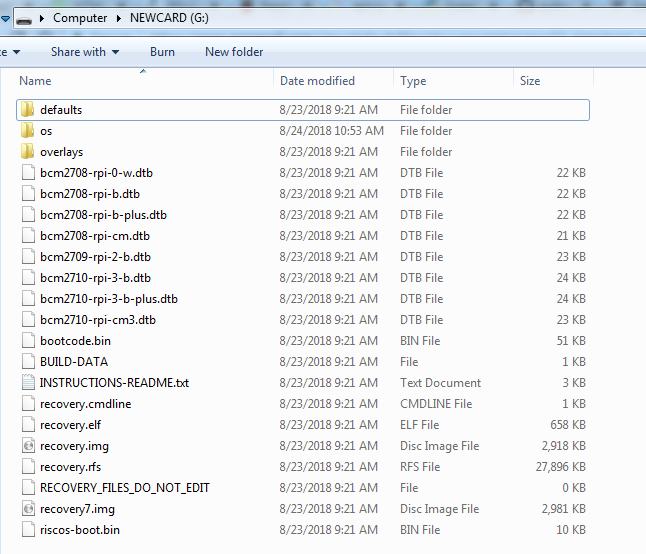 Computer ▸ NEWCARD (G:)
Share with Burn New folder
Name Date modified Type Size
defaults 8/23/2018 9:21 AM File folder
os 8/24/2018 10:53 AM File folder
overlays 8/23/2018 9:21 AM File folder
bcm2708-rpi-0-w.dtb 8/23/2018 9:21 AM DTB File 22 KB
bcm2708-rpi-b.dtb 8/23/2018 9:21 AM DTB File 22 KB
bcm2708-rpi-b-plus.dtb 8/23/2018 9:21 AM DTB File 22 KB
bcm2708-rpi-cm.dtb 8/23/2018 9:21 AM DTB File 21 KB
bcm2709-rpi-2-b.dtb 8/23/2018 9:21 AM DTB File 23 KB
bcm2710-rpi-3-b.dtb 8/23/2018 9:21 AM DTB File 24 KB
bcm2710-rpi-3-b-plus.dtb 8/23/2018 9:21 AM DTB File 24 KB
bcm2710-rpi-cm3.dtb 8/23/2018 9:21 AM DTB File 23 KB
bootcode.bin 8/23/2018 9:21 AM BIN File 51 KB
BUILD-DATA 8/23/2018 9:21 AM File 1 KB
INSTRUCTIONS-README.txt 8/23/2018 9:21 AM Text Document 3 KB
recovery.cmdline 8/23/2018 9:21 AM CMDLINE File 1 KB
recovery.elf 8/23/2018 9:21 AM ELF File 658 KB
recovery.img 8/23/2018 9:21 AM Disc Image File 2,918 KB
recovery.rfs 8/23/2018 9:21 AM RFS File 27,896 KB
RECOVERY_FILES_DO_NOT_EDIT 8/23/2018 9:21 AM File 0 KB
recovery7.img 8/23/2018 9:21 AM Disc Image File 2,981 KB
riscos-boot.bin 8/23/2018 9:21 AM BIN File 10 KB